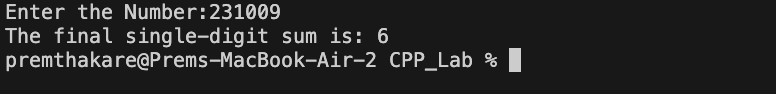 Enter the Number:231009
The final single-digit sum is: 6
premthakare@Prems-MacBook-Air-2 CPP_Lab %